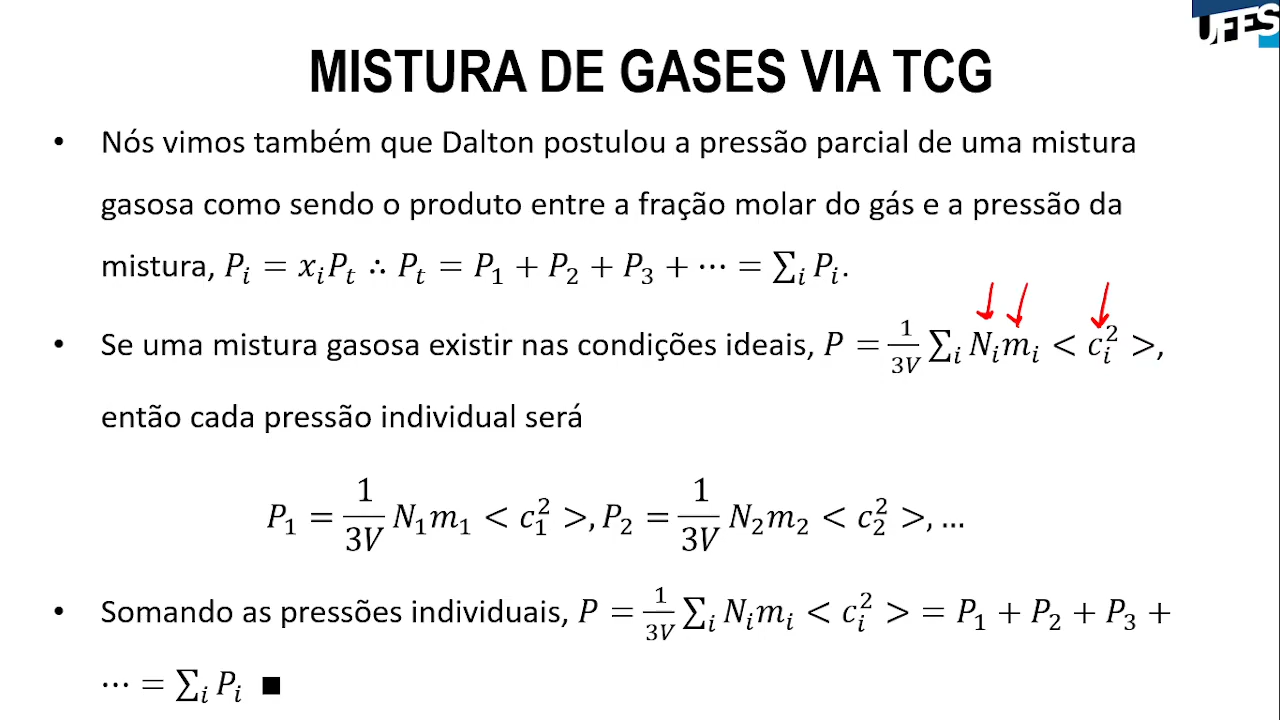 UFES
MISTURA DE GASES VIA TCG
• Nós vimos também que Dalton postulou a pressão parcial de uma mistura
gasosa como sendo o produto entre a fração molar do gás e a pressão da
mistura, P_i = x_i P_t ∴ P_t = P_1 + P_2 + P_3 + ⋯ = ∑_i P_i.
• Se uma mistura gasosa existir nas condições ideais, P = 1/(3V) ∑_i N_i m_i < c_i^2 >,
então cada pressão individual será
P_1 = 1/(3V) N_1 m_1 < c_1^2 >, P_2 = 1/(3V) N_2 m_2 < c_2^2 >, …
• Somando as pressões individuais, P = 1/(3V) ∑_i N_i m_i < c_i^2 > = P_1 + P_2 + P_3 +
⋯ = ∑_i P_i ■